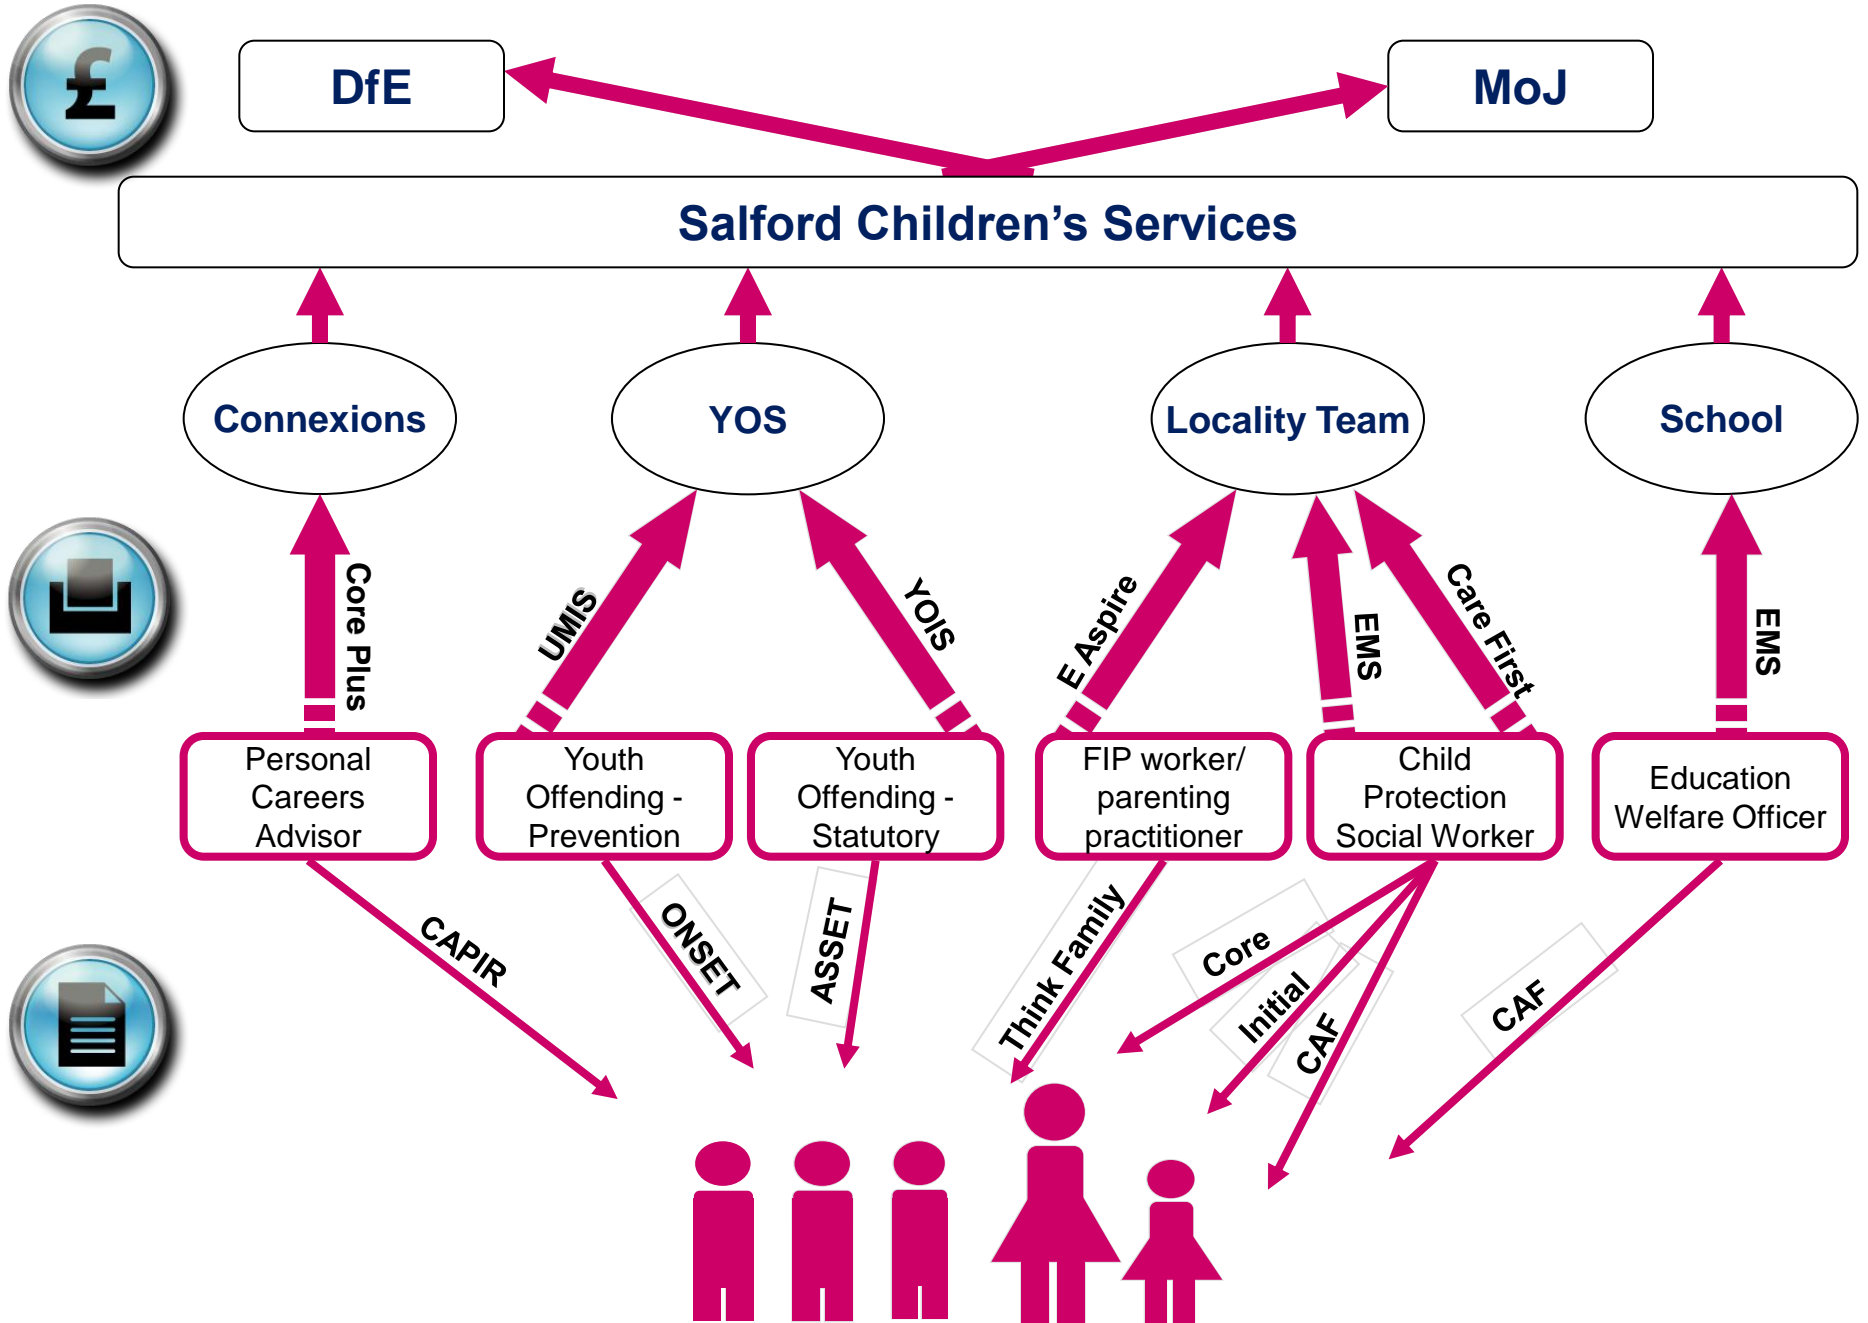 £
DfE
MoJ
Salford Children’s Services
Connexions
YOS
Locality Team
School
Core Plus
UMIS
YOIS
E Aspire
EMS
Care First
EMS
Personal
Careers
Advisor
Youth
Offending -
Prevention
Youth
Offending -
Statutory
FIP worker/
parenting
practitioner
Child
Protection
Social Worker
Education
Welfare Officer
CAPIR
ONSET
ASSET
Think Family
Core
Initial
CAF
CAF